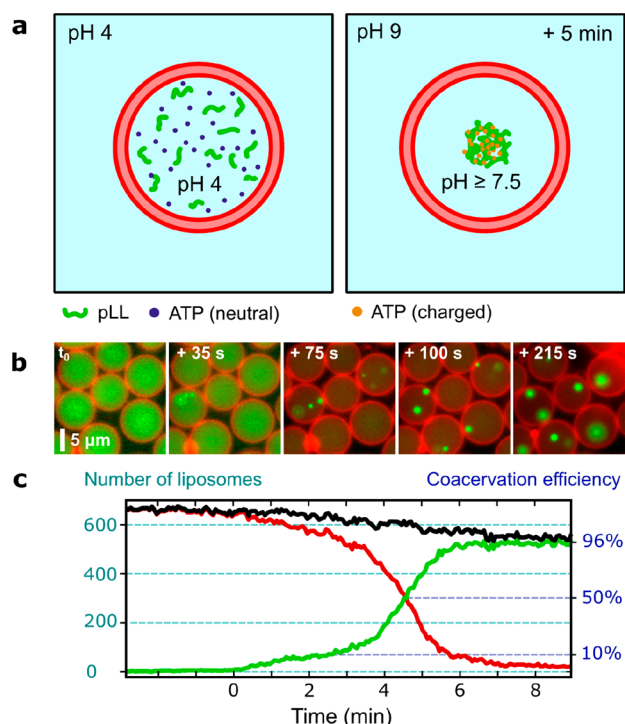 a
pH 4
pH 4
pH 9
+ 5 min
pH ≥ 7.5
pLL
ATP (neutral)
ATP (charged)
b
t0
+ 35 s
+ 75 s
+ 100 s
+ 215 s
5 µm
c
Number of liposomes
Coacervation efficiency
600
400
200
0
96%
50%
10%
0
2
4
6
8
Time (min)